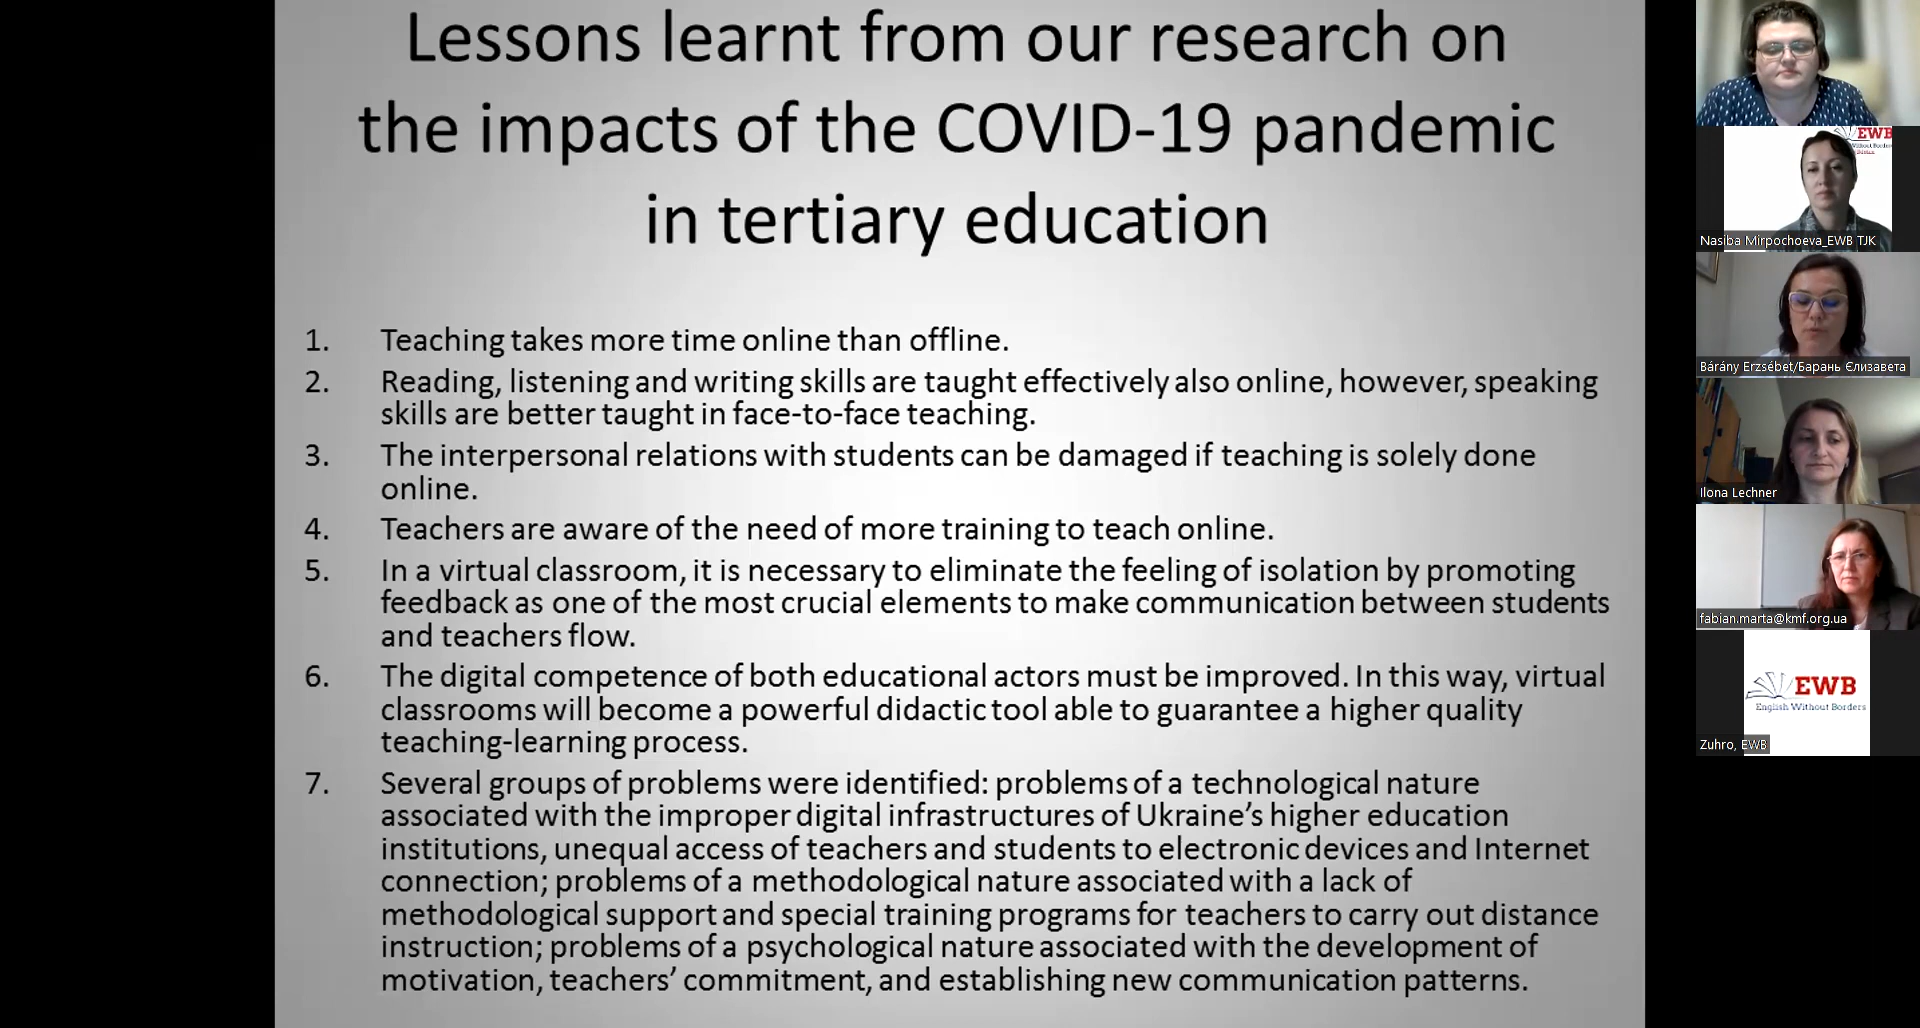 Lessons learnt from our research on
the impacts of the COVID-19 pandemic
in tertiary education
1. Teaching takes more time online than offline.
2. Reading, listening and writing skills are taught effectively also online, however, speaking
skills are better taught in face-to-face teaching.
3. The interpersonal relations with students can be damaged if teaching is solely done
online.
4. Teachers are aware of the need of more training to teach online.
5. In a virtual classroom, it is necessary to eliminate the feeling of isolation by promoting
feedback as one of the most crucial elements to make communication between students
and teachers flow.
6. The digital competence of both educational actors must be improved. In this way, virtual
classrooms will become a powerful didactic tool able to guarantee a higher quality
teaching-learning process.
7. Several groups of problems were identified: problems of a technological nature
associated with the improper digital infrastructures of Ukraine's higher education
institutions, unequal access of teachers and students to electronic devices and Internet
connection; problems of a methodological nature associated with a lack of
methodological support and special training programs for teachers to carry out distance
instruction; problems of a psychological nature associated with the development of
motivation, teachers' commitment, and establishing new communication patterns.
EWB
Nasiba Mirpochoeva_EWB TJK
Bárány Erzsébet/Барань Єлизавета
Ilona Lechner
fabian.marta@kmf.org.ua
EWB
English Without Borders
Zuhro, EWB